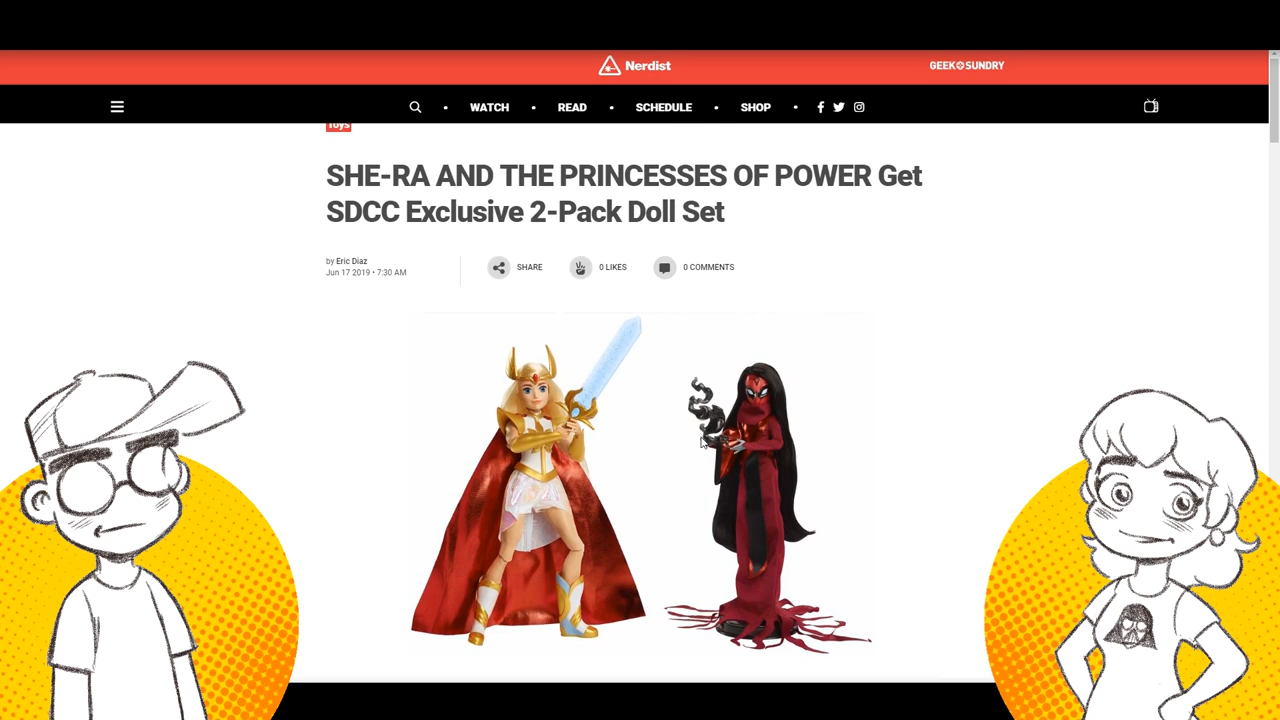 Nerdist
GEEK SUNDRY
WATCH • READ • SCHEDULE • SHOP •
Toys
SHE-RA AND THE PRINCESSES OF POWER Get
SDCC Exclusive 2-Pack Doll Set
by Eric Diaz
Jun 17 2019 • 7:30 AM
SHARE
0 LIKES
0 COMMENTS